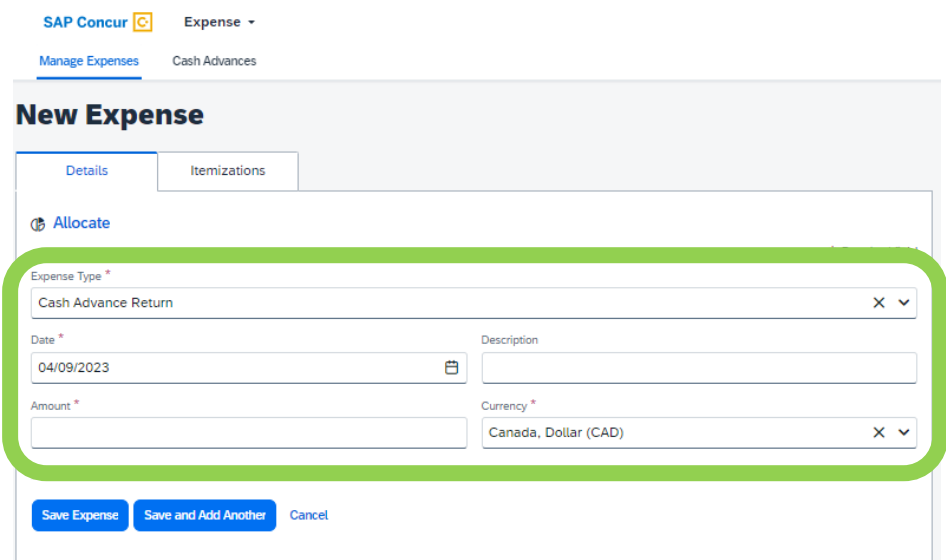 SAP Concur C Expense
Manage Expenses Cash Advances
New Expense
Details Itemizations
Allocate
Expense Type *
Cash Advance Return
Date * Description
04/09/2023
Amount * Currency *
Canada, Dollar (CAD)
Save Expense Save and Add Another Cancel